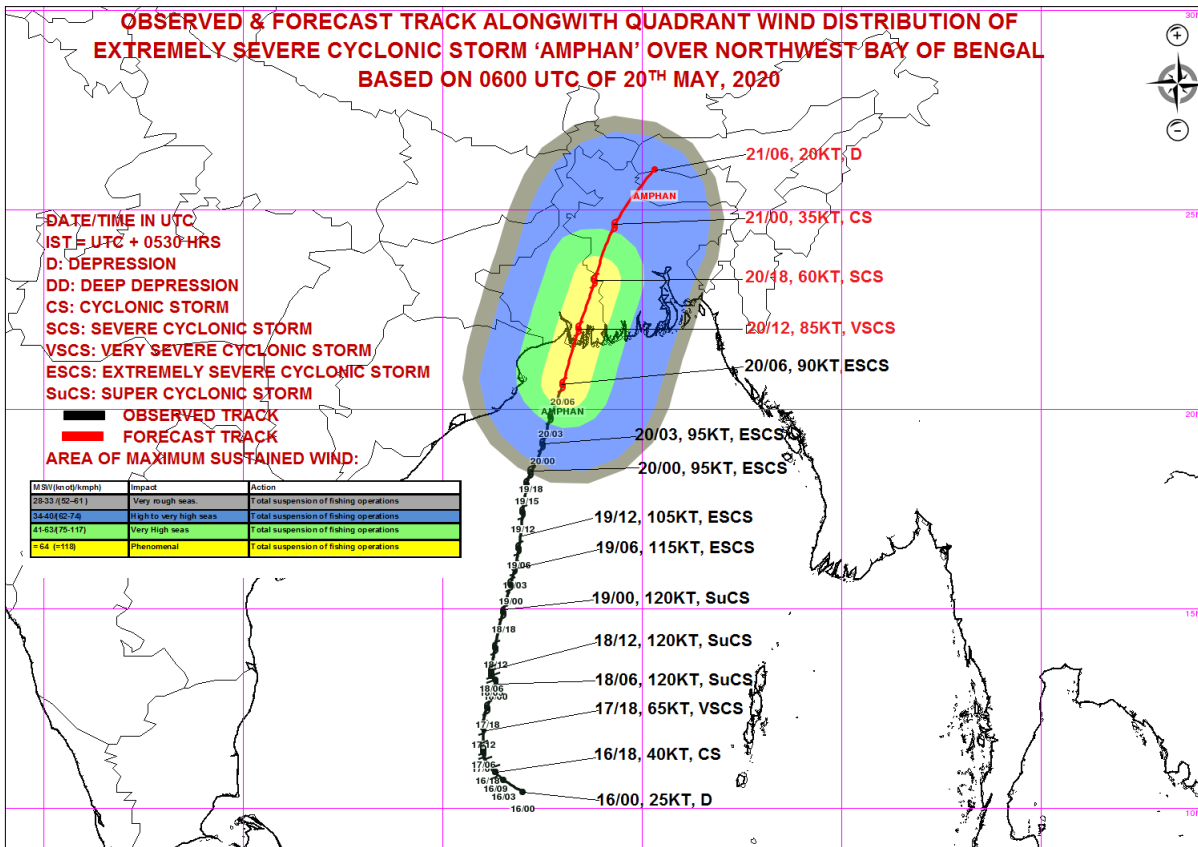 OBSERVED & FORECAST TRACK ALONGWITH QUADRANT WIND DISTRIBUTION OF
EXTREMELY SEVERE CYCLONIC STORM ‘AMPHAN’ OVER NORTHWEST BAY OF BENGAL
BASED ON 0600 UTC OF 20TH MAY, 2020
30N
25N
20N
15N
10N
DATE/TIME IN UTC
IST = UTC + 0530 HRS
D: DEPRESSION
DD: DEEP DEPRESSION
CS: CYCLONIC STORM
SCS: SEVERE CYCLONIC STORM
VSCS: VERY SEVERE CYCLONIC STORM
ESCS: EXTREMELY SEVERE CYCLONIC STORM
SuCS: SUPER CYCLONIC STORM
OBSERVED TRACK
FORECAST TRACK
AREA OF MAXIMUM SUSTAINED WIND:
MSW(knot)/kmph) Impact Action
28-33 /(52–61) Very rough seas. Total suspension of fishing operations
34-40/(62-74) High to very high seas Total suspension of fishing operations
41-63/(75-117) Very High seas Total suspension of fishing operations
=64 (=118) Phenomenal Total suspension of fishing operations
21/06, 20KT, D
AMPHAN
21/00, 35KT, CS
20/18, 60KT, SCS
20/12, 85KT, VSCS
20/06, 90KT,ESCS
20/03, 95KT, ESCS
20/00, 95KT, ESCS
19/12, 105KT, ESCS
19/06, 115KT, ESCS
19/00, 120KT, SuCS
18/12, 120KT, SuCS
18/06, 120KT, SuCS
17/18, 65KT, VSCS
16/18, 40KT, CS
16/00, 25KT, D
20/06
AMPHAN
20/03
20/00
19/18
19/15
19/12
19/06
19/03
19/00
18/18
18/12
18/06
17/18
17/12
17/06
16/18
16/09
16/03
16/00